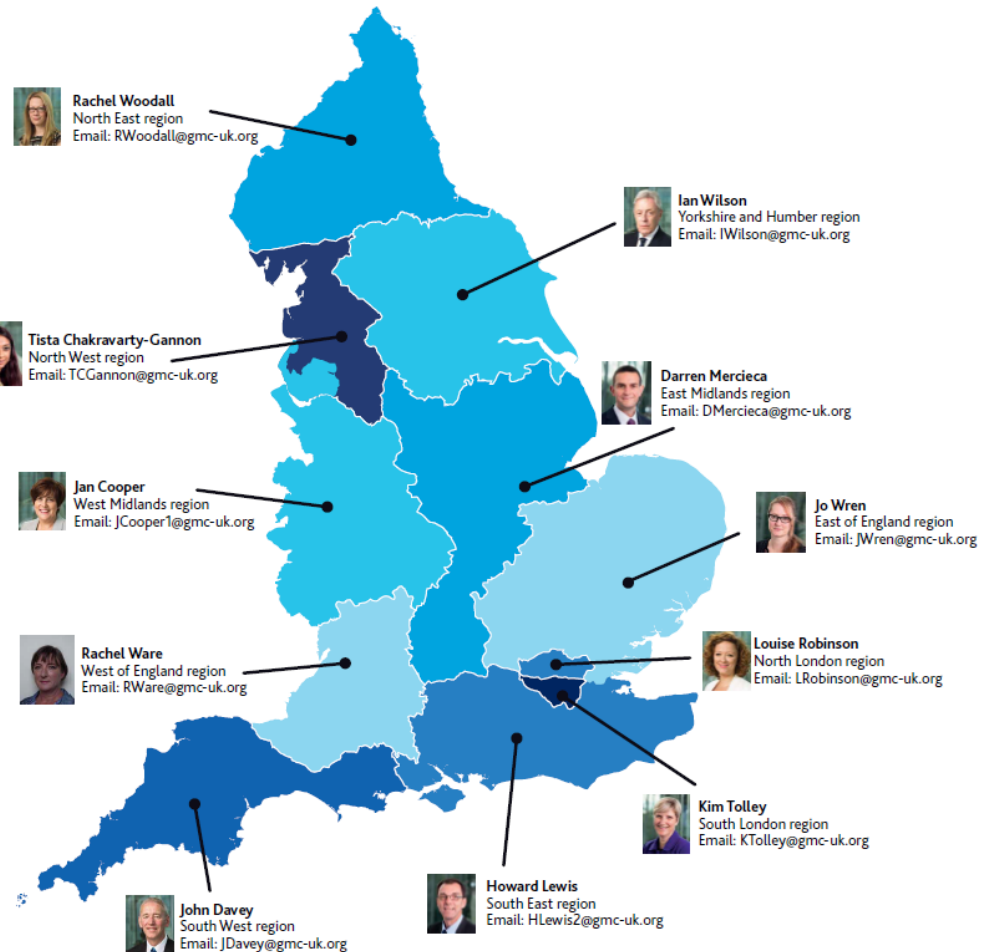 Rachel Woodall
North East region
Email: RWoodall@gmc-uk.org
Ian Wilson
Yorkshire and Humber region
Email: IWilson@gmc-uk.org
Tista Chakravarty-Gannon
North West region
Email: TCGannon@gmc-uk.org
Darren Mercieca
East Midlands region
Email: DMercieca@gmc-uk.org
Jan Cooper
West Midlands region
Email: JCooper1@gmc-uk.org
Jo Wren
East of England region
Email: JWren@gmc-uk.org
Rachel Ware
West of England region
Email: RWare@gmc-uk.org
Louise Robinson
North London region
Email: LRobinson@gmc-uk.org
Kim Tolley
South London region
Email: KTolley@gmc-uk.org
Howard Lewis
South East region
Email: HLewis2@gmc-uk.org
John Davey
South West region
Email: JDavey@gmc-uk.org